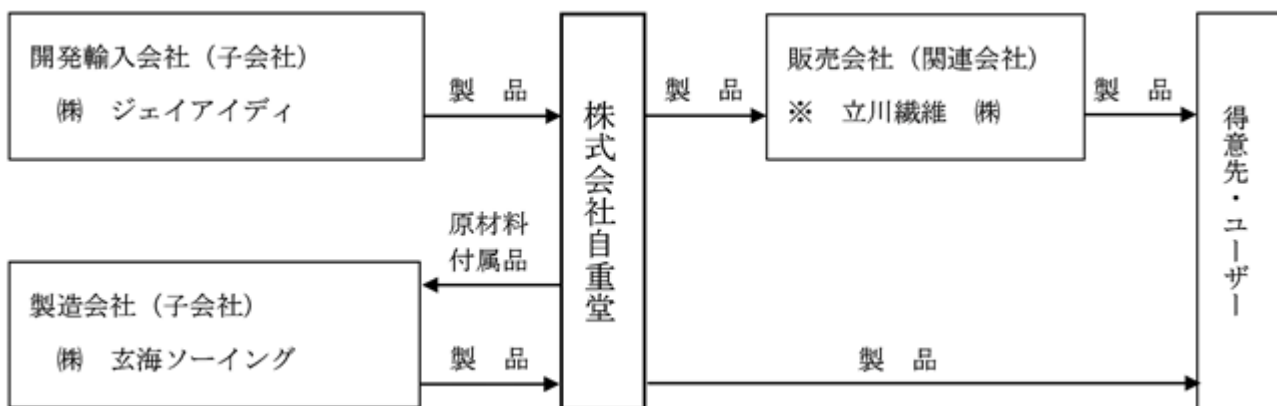 開発輸入会社（子会社）
㈱　ジェイアイディ
製　品
原材料
付属品
製造会社（子会社）
㈱　玄海ソーイング
製　品
株式会社自重堂
製　品
販売会社（関連会社）
※　立川繊維　㈱
製　品
製　品
得意先・ユーザー